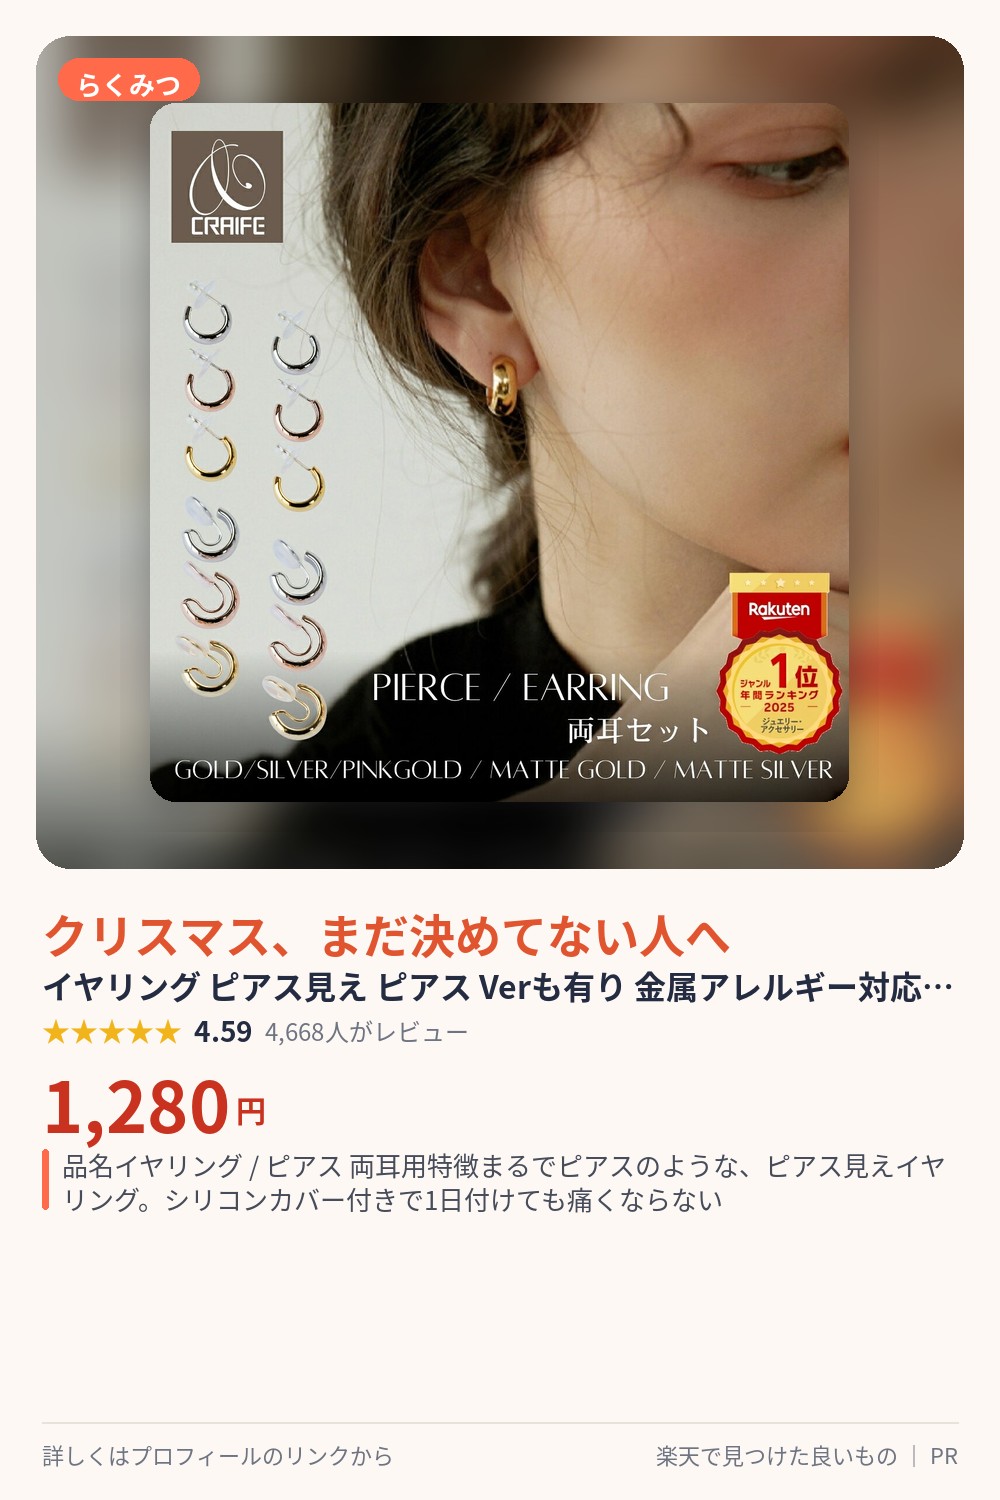 らくみつ
CRAIFE
Rakuten
ジャンル1位
年間ランキング
2025
ジュエリー・
アクセサリー
PIERCE / EARRING
両耳セット
GOLD/SILVER/PINKGOLD / MATTE GOLD / MATTE SILVER
クリスマス、まだ決めてない人へ
イヤリング ピアス見え ピアス Verも有り 金属アレルギー対応…
★★★★★ 4.59 4,668人がレビュー
1,280円
品名イヤリング / ピアス 両耳用特徴まるでピアスのような、ピアス見えイヤ
リング。シリコンカバー付きで1日付けても痛くならない
詳しくはプロフィールのリンクから
楽天で見つけた良いもの | PR